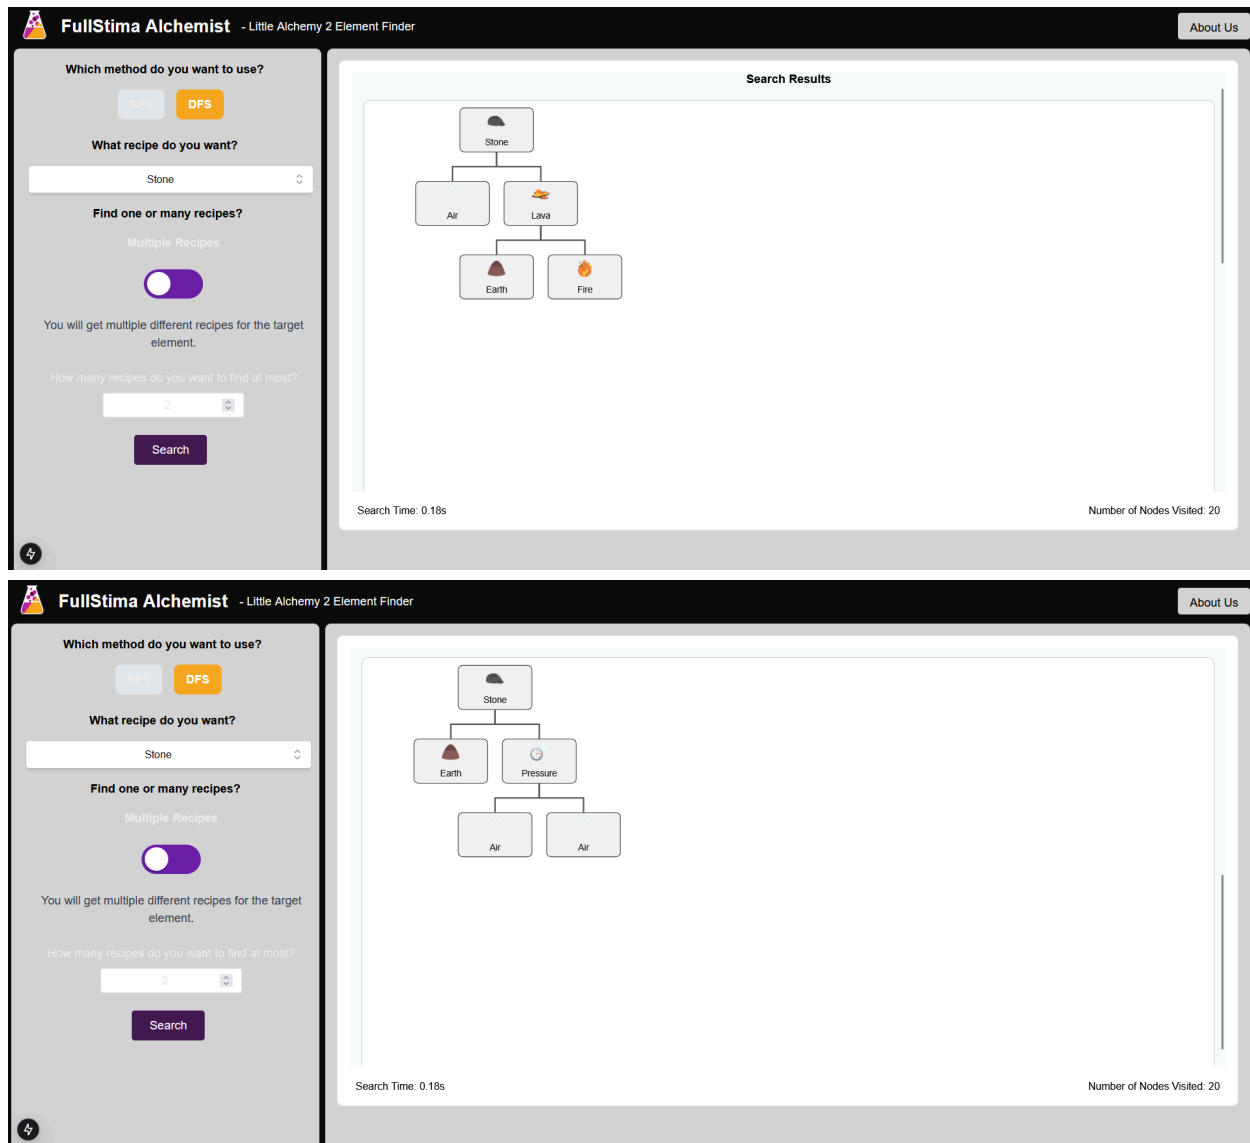 FullStima Alchemist - Little Alchemy 2 Element Finder
About Us
Which method do you want to use?
DFS
What recipe do you want?
Stone
Find one or many recipes?
Multiple Recipes
You will get multiple different recipes for the target
element.
How many recipes do you want to find at most?
2
Search
Search Results
Stone
Air
Lava
Earth
Fire
Search Time: 0.18s
Number of Nodes Visited: 20
FullStima Alchemist - Little Alchemy 2 Element Finder
About Us
Which method do you want to use?
DFS
What recipe do you want?
Stone
Find one or many recipes?
Multiple Recipes
You will get multiple different recipes for the target
element.
How many recipes do you want to find at most?
2
Search
Stone
Earth
Pressure
Air
Air
Search Time: 0.18s
Number of Nodes Visited: 20